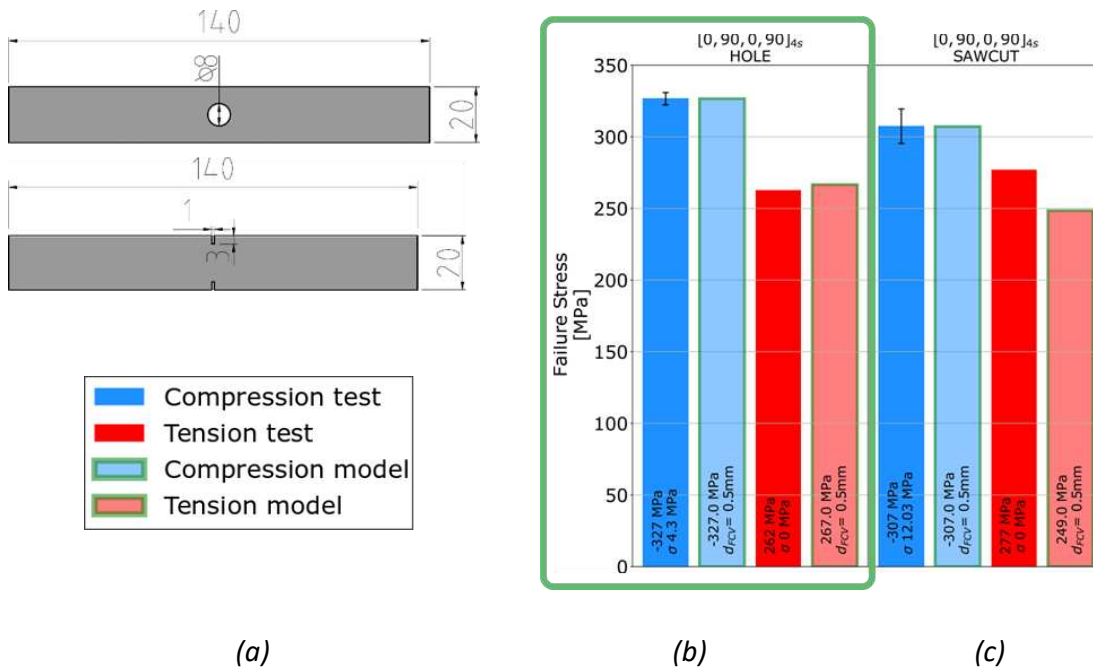 140
Ø8
20
140
1
3
20
Compression test
Tension test
Compression model
Tension model
[0, 90, 0, 90]4s
HOLE
[0, 90, 0, 90]4s
SAWCUT
Failure Stress
[MPa]
350
300
250
200
150
100
50
0
-327 MPa
σ 4.3 MPa
-327.0 MPa
dFCV= 0.5mm
262 MPa
σ 0 MPa
267.0 MPa
dFCV= 0.5mm
-307 MPa
σ 12.03 MPa
-307.0 MPa
dFCV= 0.5mm
277 MPa
σ 0 MPa
249.0 MPa
dFCV= 0.5mm
(a)
(b)
(c)